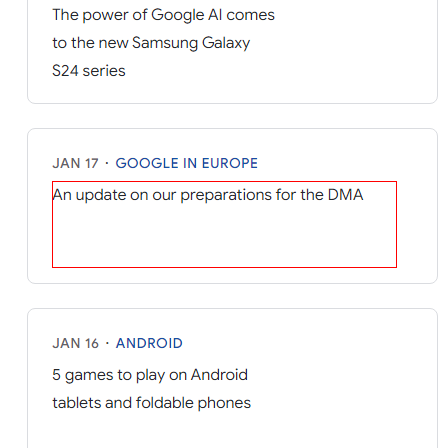 The power of Google AI comes
to the new Samsung Galaxy
S24 series
JAN 17 · GOOGLE IN EUROPE
An update on our preparations for the DMA
JAN 16 · ANDROID
5 games to play on Android
tablets and foldable phones